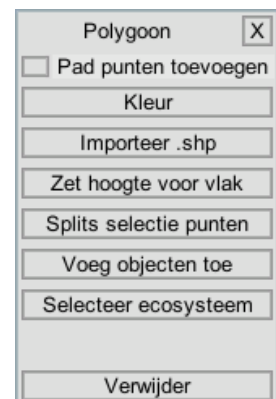 Polygoon X
Pad punten toevoegen
Kleur
Importeer .shp
Zet hoogte voor vlak
Splits selectie punten
Voeg objecten toe
Selecteer ecosysteem
Verwijder